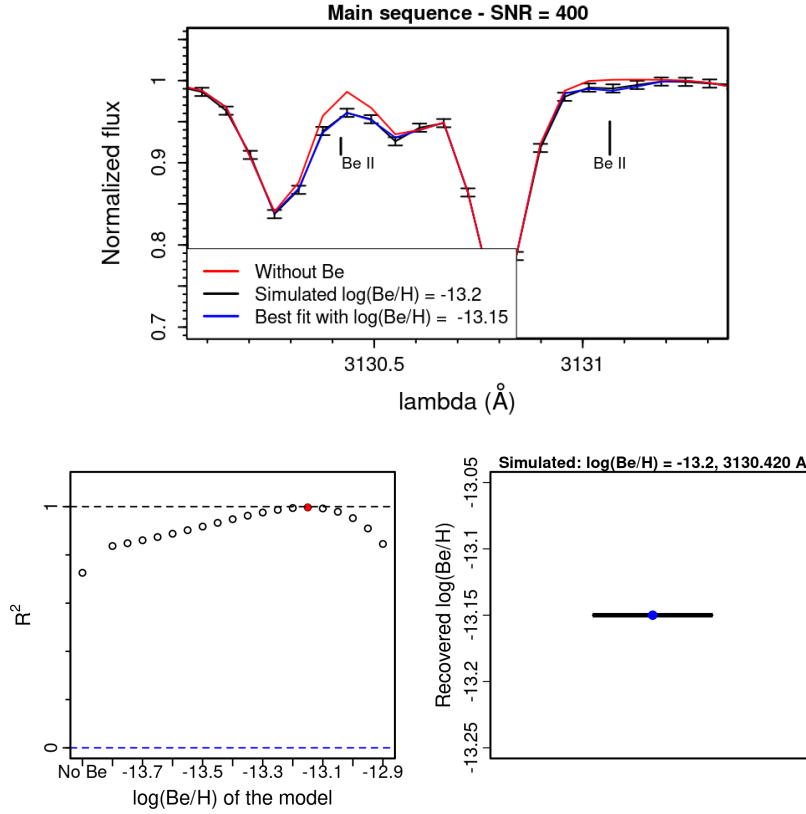 Main sequence - SNR = 400
Normalized flux
1
0.9
0.8
0.7
Be II
Be II
Without Be
Simulated log(Be/H) = -13.2
Best fit with log(Be/H) =  -13.15
3130.5
3131
lambda (Å)
R²
1
0
No Be
-13.7
-13.5
-13.3
-13.1
-12.9
log(Be/H) of the model
Simulated: log(Be/H) = -13.2, 3130.420 A
Recovered log(Be/H)
-13.05
-13.1
-13.15
-13.2
-13.25